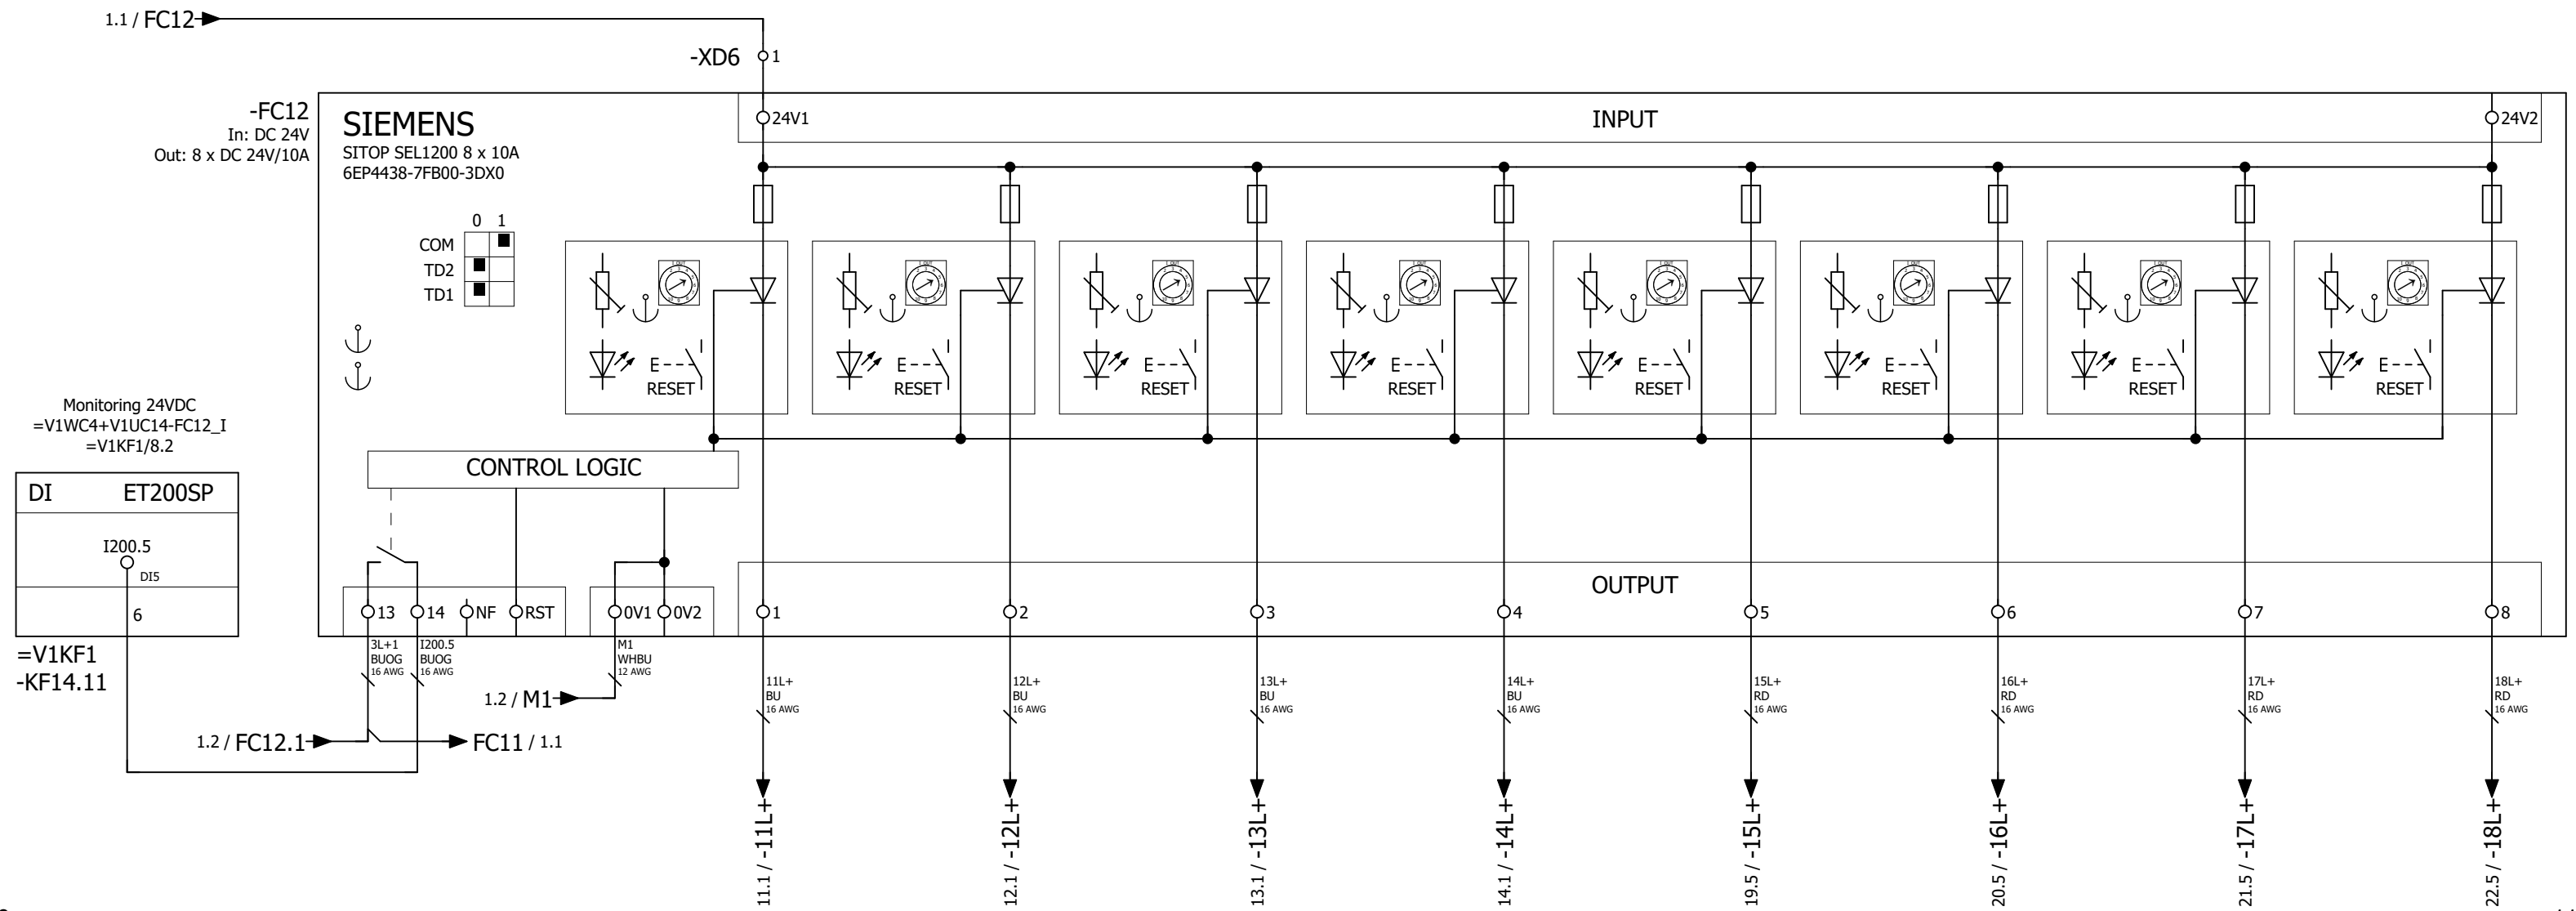 1.1 / FC12
-XD6 1
-FC12
In: DC 24V
Out: 8 x DC 24V/10A
SIEMENS
SITOP SEL1200 8 x 10A
6EP4438-7FB00-3DX0
24V1 INPUT 24V2
0 1
COM
TD2
TD1
I OUT I OUT I OUT I OUT I OUT I OUT I OUT I OUT
E E E E E E E E
RESET RESET RESET RESET RESET RESET RESET RESET
Monitoring 24VDC
=V1WC4+V1UC14-FC12_I
=V1KF1/8.2
CONTROL LOGIC
DI ET200SP
I200.5
DI5
6
=V1KF1
-KF14.11
OUTPUT
13 14 NF RST 0V1 0V2 1 2 3 4 5 6 7 8
3L+1
BUOG
16 AWG
I200.5
BUOG
16 AWG
M1
WHBU
12 AWG
1.2 / M1
1.2 / FC12.1
FC11 / 1.1
11L+
BU
16 AWG
12L+
BU
16 AWG
13L+
BU
16 AWG
14L+
BU
16 AWG
15L+
RD
16 AWG
16L+
RD
16 AWG
17L+
RD
16 AWG
18L+
RD
16 AWG
11.1 / -11L+
12.1 / -12L+
13.1 / -13L+
14.1 / -14L+
19.5 / -15L+
20.5 / -16L+
21.5 / -17L+
22.5 / -18L+